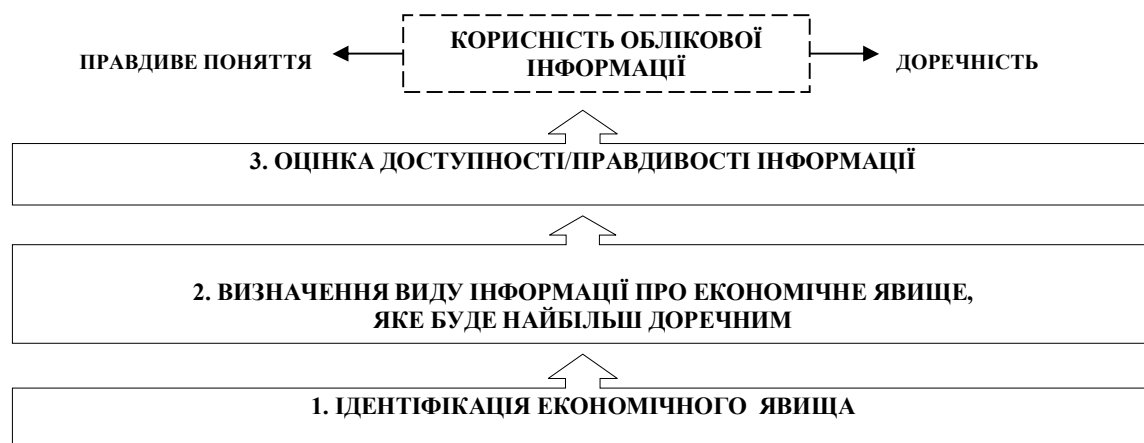 КОРИСНІСТЬ ОБЛІКОВОЇ
ІНФОРМАЦІЇ
ПРАВДИВЕ ПОНЯТТЯ
ДОРЕЧНІСТЬ
3. ОЦІНКА ДОСТУПНОСТІ/ПРАВДИВОСТІ ІНФОРМАЦІЇ
2. ВИЗНАЧЕННЯ ВИДУ ІНФОРМАЦІЇ ПРО ЕКОНОМІЧНЕ ЯВИЩЕ,
ЯКЕ БУДЕ НАЙБІЛЬШ ДОРЕЧНИМ
1. ІДЕНТІФІКАЦІЯ ЕКОНОМІЧНОГО ЯВИЩА